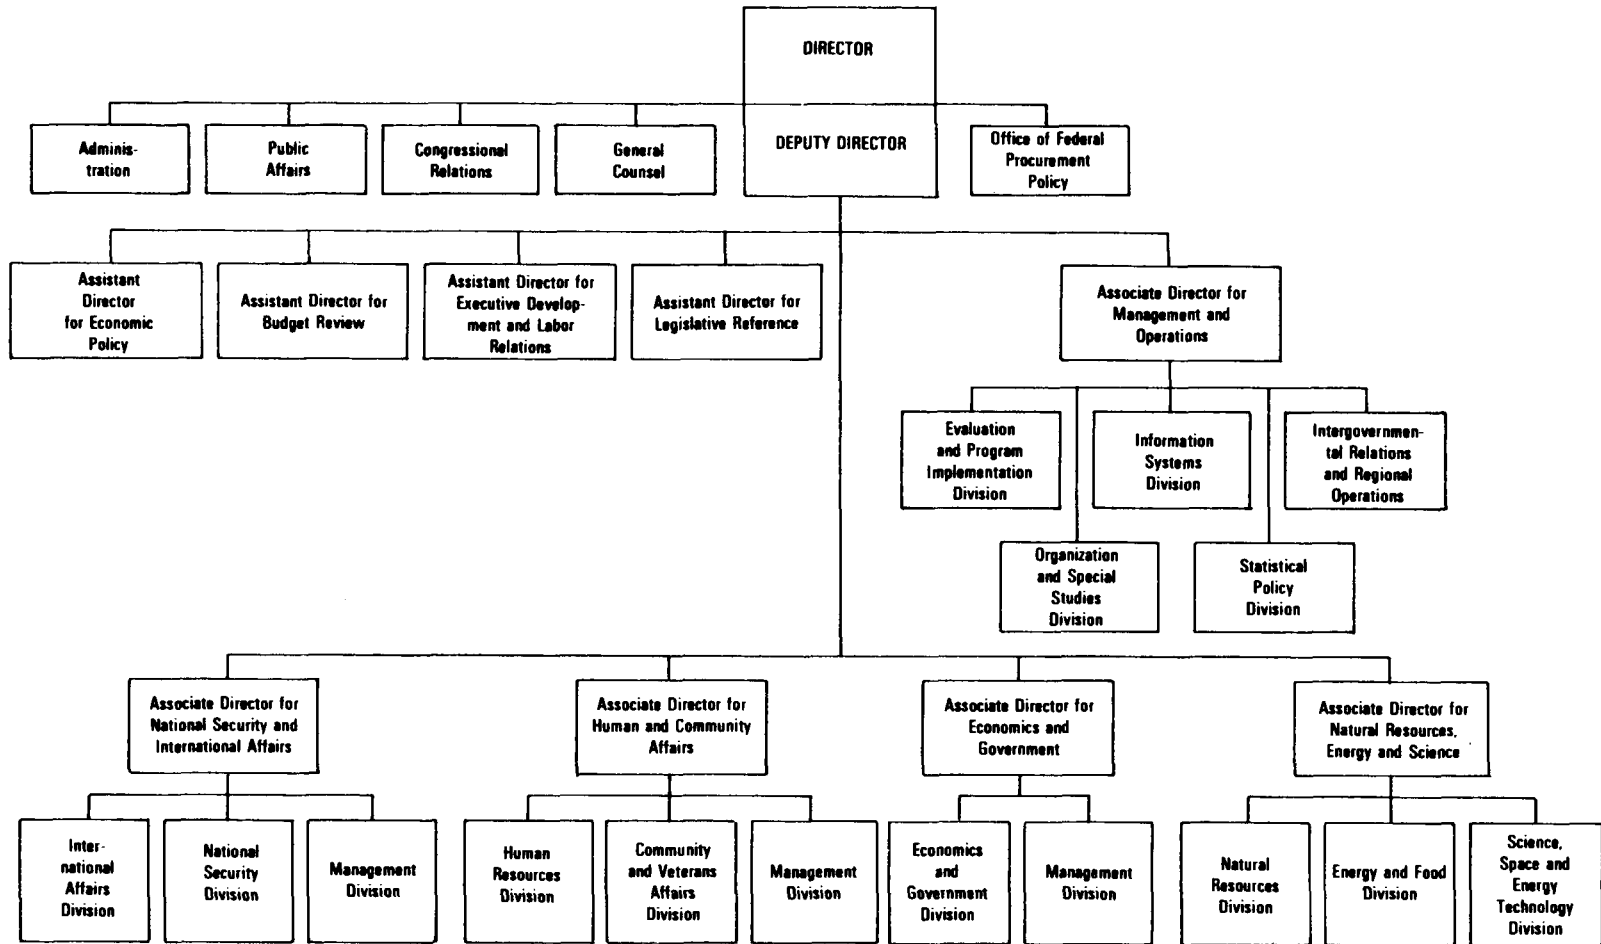 DIRECTOR
DEPUTY DIRECTOR
Adminis-
tration
Public
Affairs
Congressional
Relations
General
Counsel
Office of Federal
Procurement
Policy
Assistant
Director
for Economic
Policy
Assistant Director for
Budget Review
Assistant Director for
Executive Develop-
ment and Labor
Relations
Assistant Director for
Legislative Reference
Associate Director for
Management and
Operations
Evaluation
and Program
Implementation
Division
Information
Systems
Division
Intergovernmen-
tal Relations
and Regional
Operations
Organization
and Special
Studies
Division
Statistical
Policy
Division
Associate Director for
National Security and
International Affairs
Associate Director for
Human and Community
Affairs
Associate Director for
Economics and
Government
Associate Director for
Natural Resources,
Energy and Science
Inter-
national
Affairs
Division
National
Security
Division
Management
Division
Human
Resources
Division
Community
and Veterans
Affairs
Division
Management
Division
Economics
and
Government
Division
Management
Division
Natural
Resources
Division
Energy and Food
Division
Science,
Space and
Energy
Technology
Division